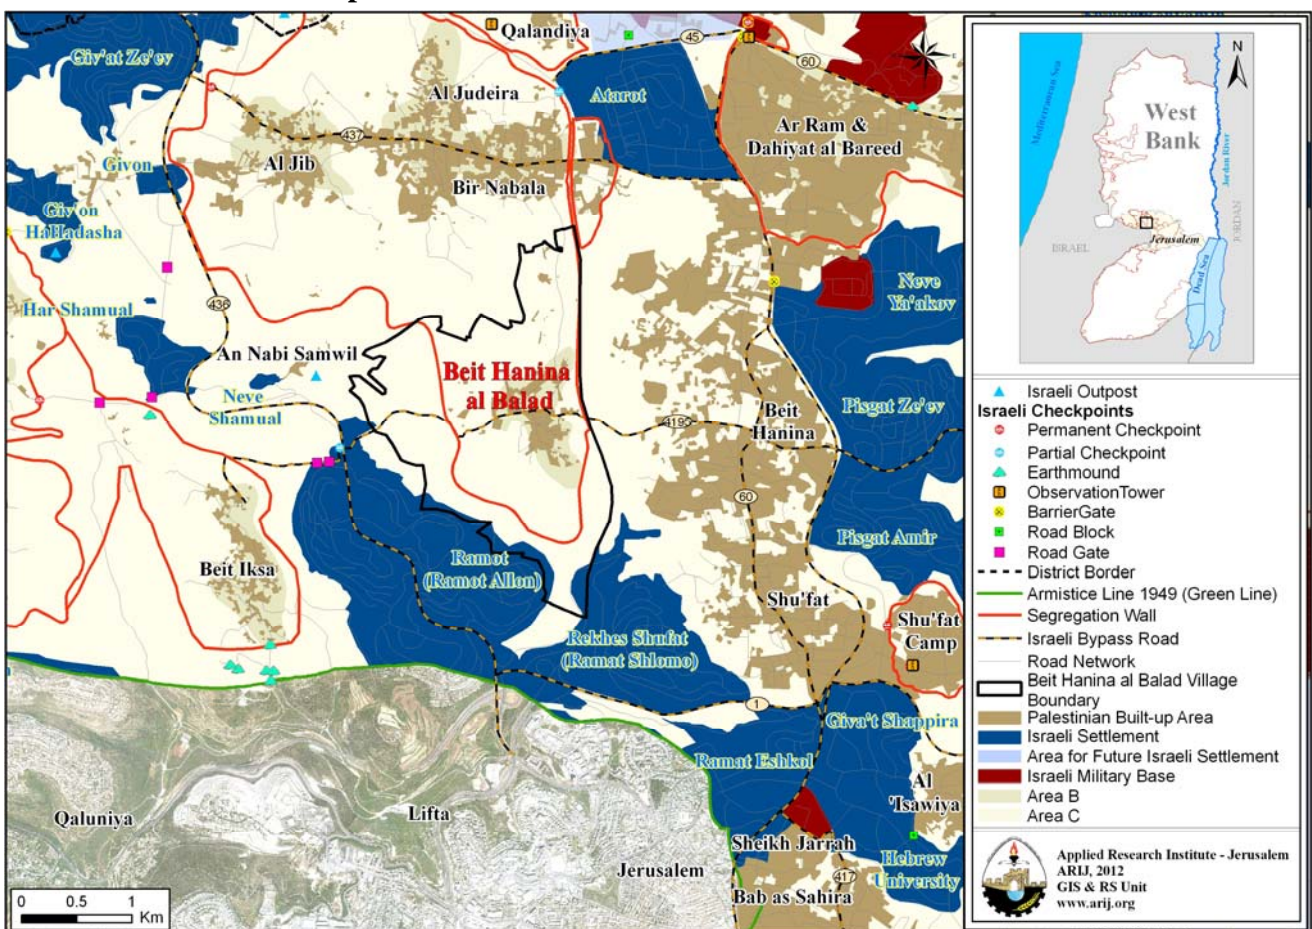 Giv'at Ze'ev
Qalandiya
45
60
Al Judeira
Atarot
437
Ar Ram &
Dahiyat al Bareed
Givon
Al Jib
Bir Nabala
Giv'on
HaHadasha
Neve
Ya'akov
436
Har Shamual
An Nabi Samwil
Beit Hanina
al Balad
Neve
Shamual
Pisgat Ze'ev
Beit
Hanina
4193
60
Pisgat Amir
Beit Iksa
Ramot
(Ramot Allon)
Shu'fat
Shu'fat
Camp
Rekhes Shufat
(Ramat Shlomo)
1
Giva't Shappira
Ramat Eshkol
Al
'Isawiya
Qaluniya
Lifta
Sheikh Jarrah
Jerusalem
Hebrew
University
417
Bab as Sahira
0 0.5 1
Km
N
Mediterranean Sea
West
Bank
Jordan River
JORDAN
Jerusalem
ISRAEL
Dead Sea
Israeli Outpost
Israeli Checkpoints
Permanent Checkpoint
Partial Checkpoint
Earthmound
ObservationTower
BarrierGate
Road Block
Road Gate
District Border
Armistice Line 1949 (Green Line)
Segregation Wall
Israeli Bypass Road
Road Network
Beit Hanina al Balad Village
Boundary
Palestinian Built-up Area
Israeli Settlement
Area for Future Israeli Settlement
Israeli Military Base
Area B
Area C
Applied Research Institute - Jerusalem
ARIJ, 2012
GIS & RS Unit
www.arij.org